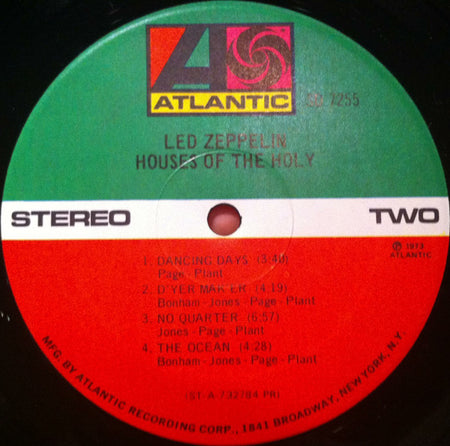 ATLANTIC
SD 7255
LED ZEPPELIN
HOUSES OF THE HOLY
STEREO
TWO
℗ 1973
ATLANTIC
1. DANCING DAYS (3:40)
Page - Plant
2. D'YER MAK'ER (4:19)
Bonham - Jones - Page - Plant
3. NO QUARTER (6:57)
Jones - Page - Plant
4. THE OCEAN (4:28)
Bonham - Jones - Page - Plant
(ST-A-732784 PR)
MFG. BY ATLANTIC RECORDING CORP., 1841 BROADWAY, NEW YORK, N.Y.